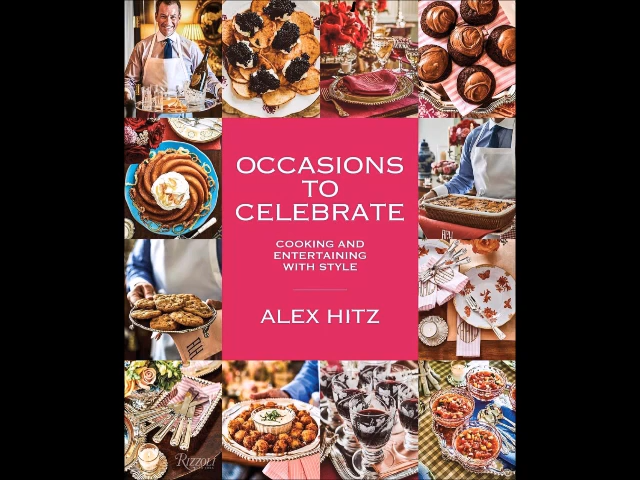 OCCASIONS
TO
CELEBRATE
COOKING AND
ENTERTAINING
WITH STYLE
ALEX HITZ
RIZZOLI